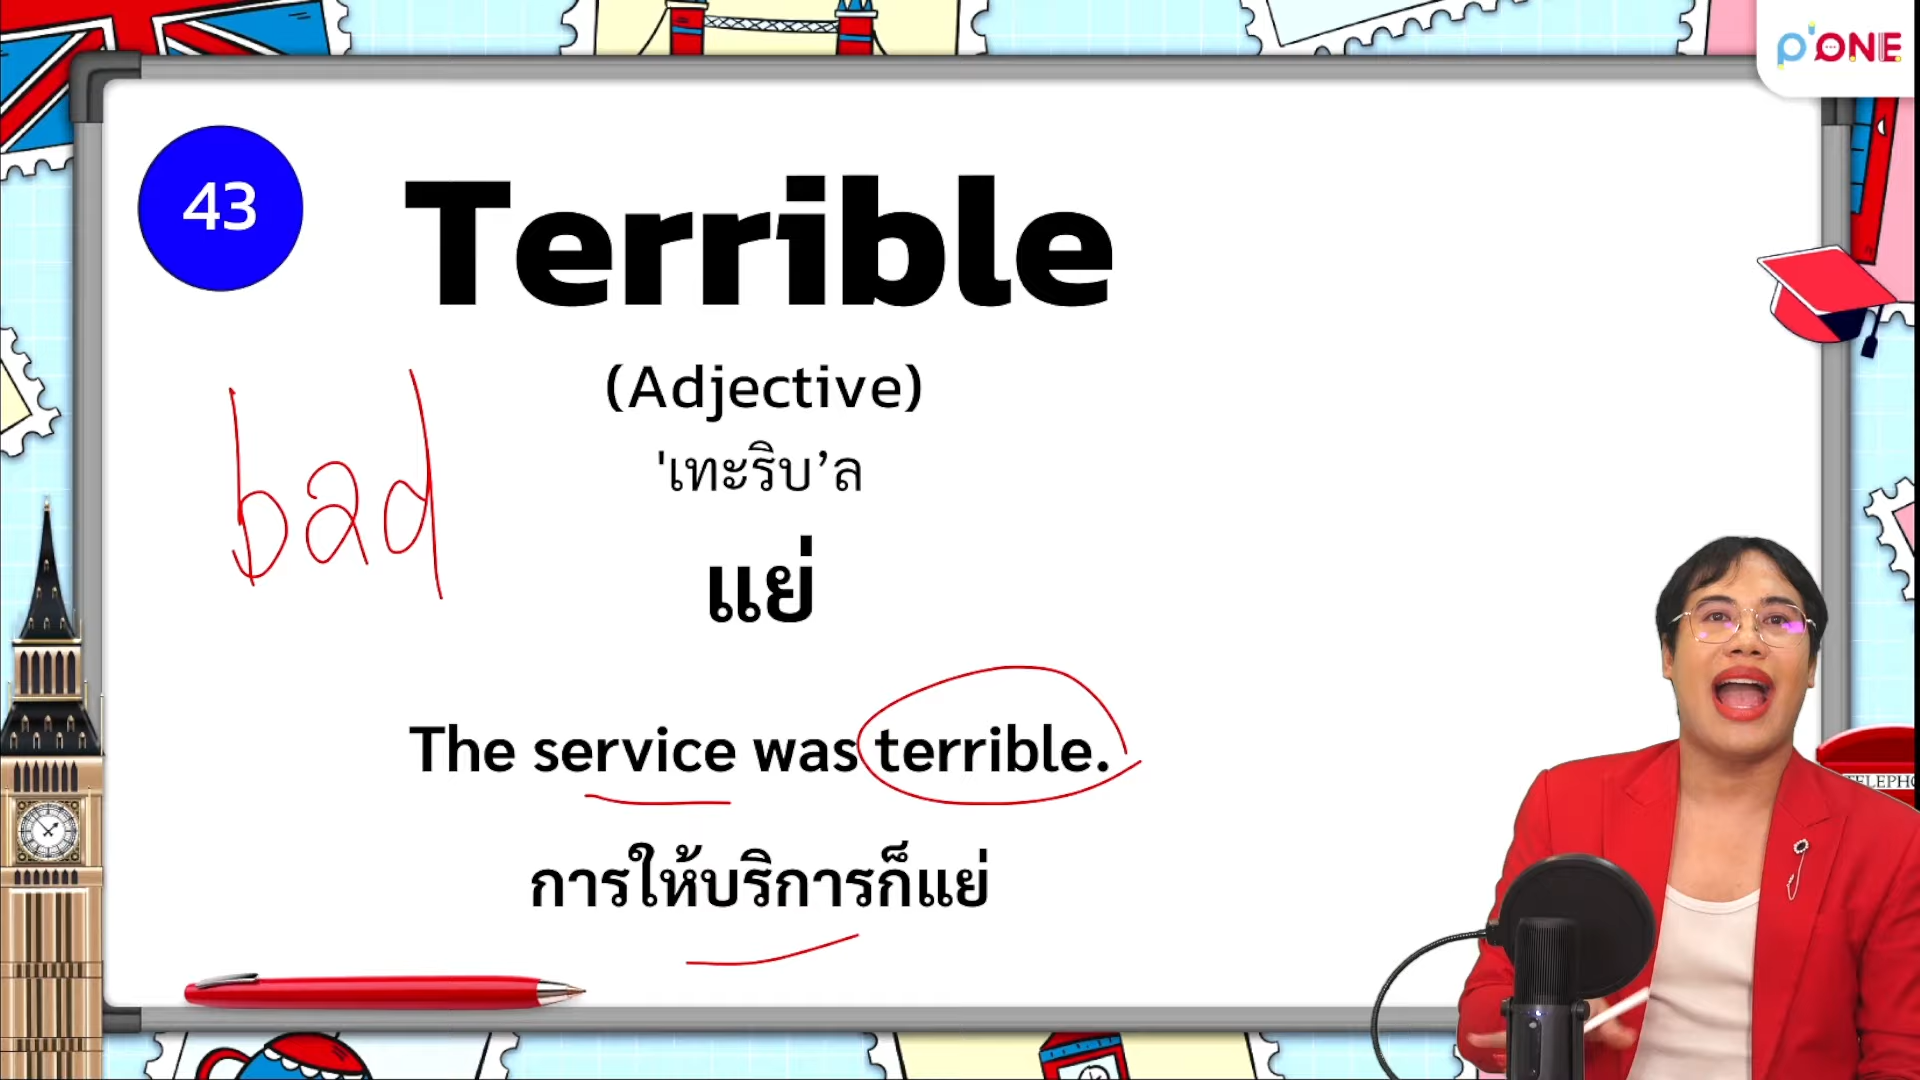 P'ONE
43
Terrible
(Adjective)
'เทะริบ’ล
bad
แย่
The service was terrible.
การให้บริการก็แย่
TELEPHO